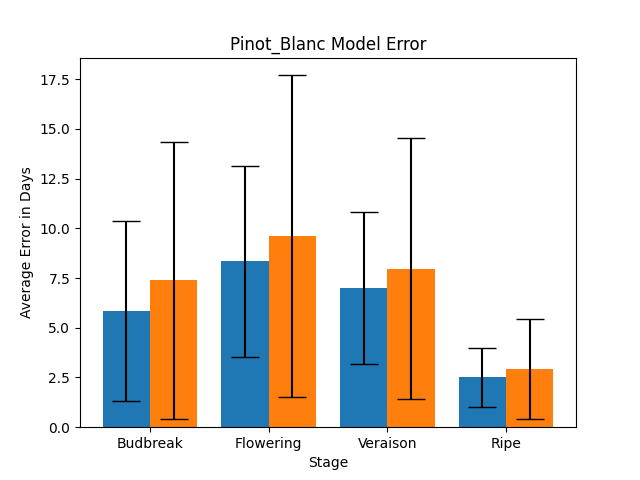 Pinot_Blanc Model Error
17.5
15.0
12.5
10.0
7.5
5.0
2.5
0.0
Average Error in Days
Budbreak Flowering Veraison Ripe
Stage